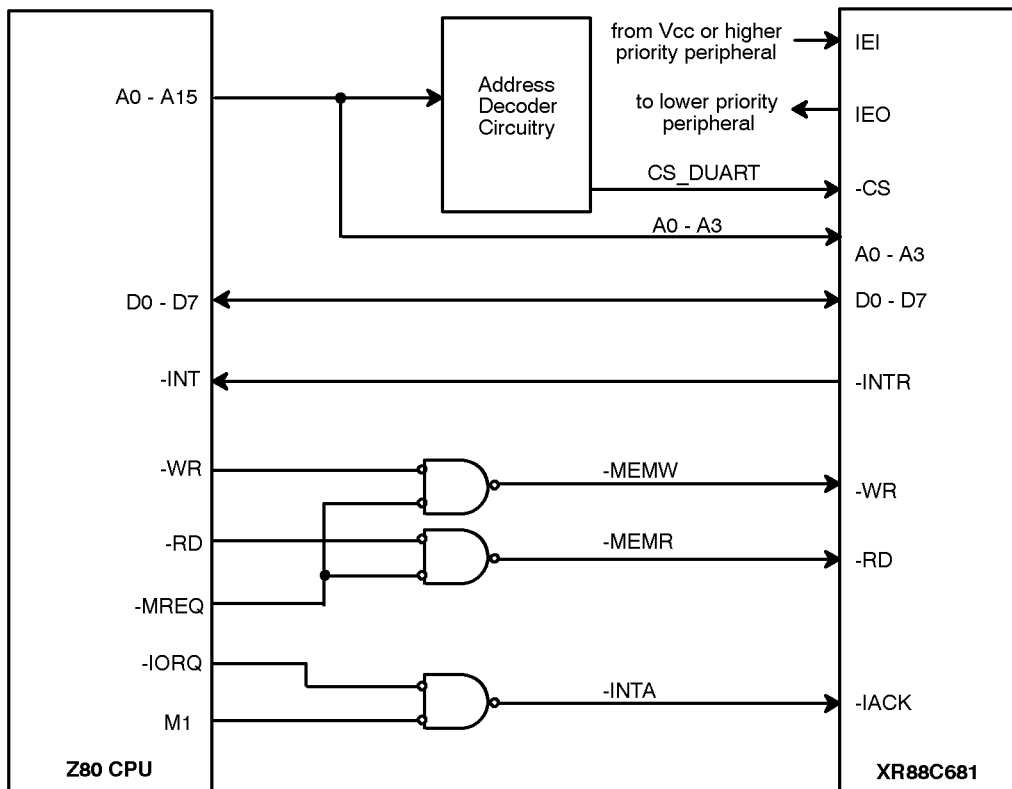 from Vcc or higher
priority peripheral
IEI
A0 - A15
Address
Decoder
Circuitry
to lower priority
peripheral
IEO
CS_DUART
-CS
A0 - A3
A0 - A3
D0 - D7
D0 - D7
-INT
-INTR
-WR
-MEMW
-WR
-RD
-MEMR
-RD
-MREQ
-IORQ
-INTA
-IACK
M1
Z80 CPU
XR88C681